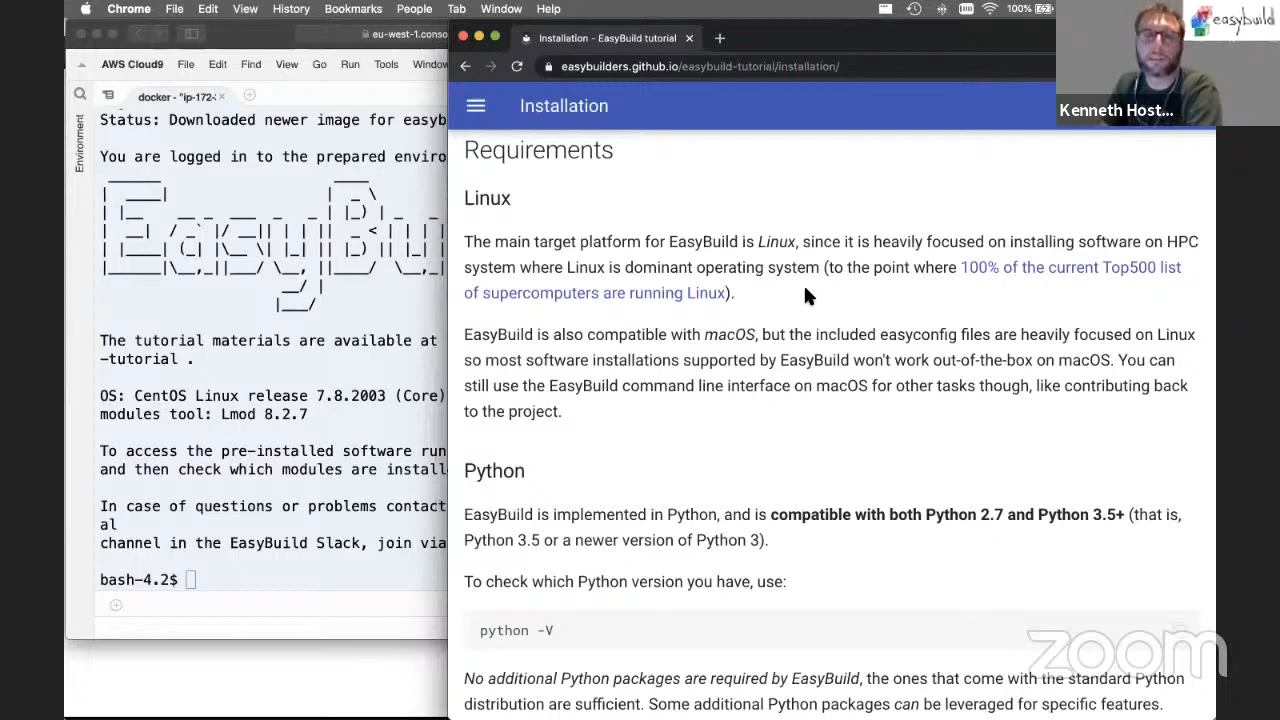 Chrome File Edit View History Bookmarks People Tab Window Help 100%
eu-west-1.conso
AWS Cloud9 File Edit Find View Go Run Tools Window
docker - "ip-172-
Environment
Status: Downloaded newer image for easyb
You are logged in to the prepared enviro
The tutorial materials are available at
-tutorial .
OS: CentOS Linux release 7.8.2003 (Core)
modules tool: Lmod 8.2.7
To access the pre-installed software run
and then check which modules are install
In case of questions or problems contact
al
channel in the EasyBuild Slack, join via
bash-4.2$
Installation - EasyBuild tutorial
easybuilders.github.io/easybuild-tutorial/installation/
Installation
Requirements
Linux
The main target platform for EasyBuild is Linux, since it is heavily focused on installing software on HPC
system where Linux is dominant operating system (to the point where 100% of the current Top500 list
of supercomputers are running Linux).
EasyBuild is also compatible with macOS, but the included easyconfig files are heavily focused on Linux
so most software installations supported by EasyBuild won't work out-of-the-box on macOS. You can
still use the EasyBuild command line interface on macOS for other tasks though, like contributing back
to the project.
Python
EasyBuild is implemented in Python, and is compatible with both Python 2.7 and Python 3.5+ (that is,
Python 3.5 or a newer version of Python 3).
To check which Python version you have, use:
python -V
No additional Python packages are required by EasyBuild, the ones that come with the standard Python
distribution are sufficient. Some additional Python packages can be leveraged for specific features.
easybuild
Kenneth Host...
zoom